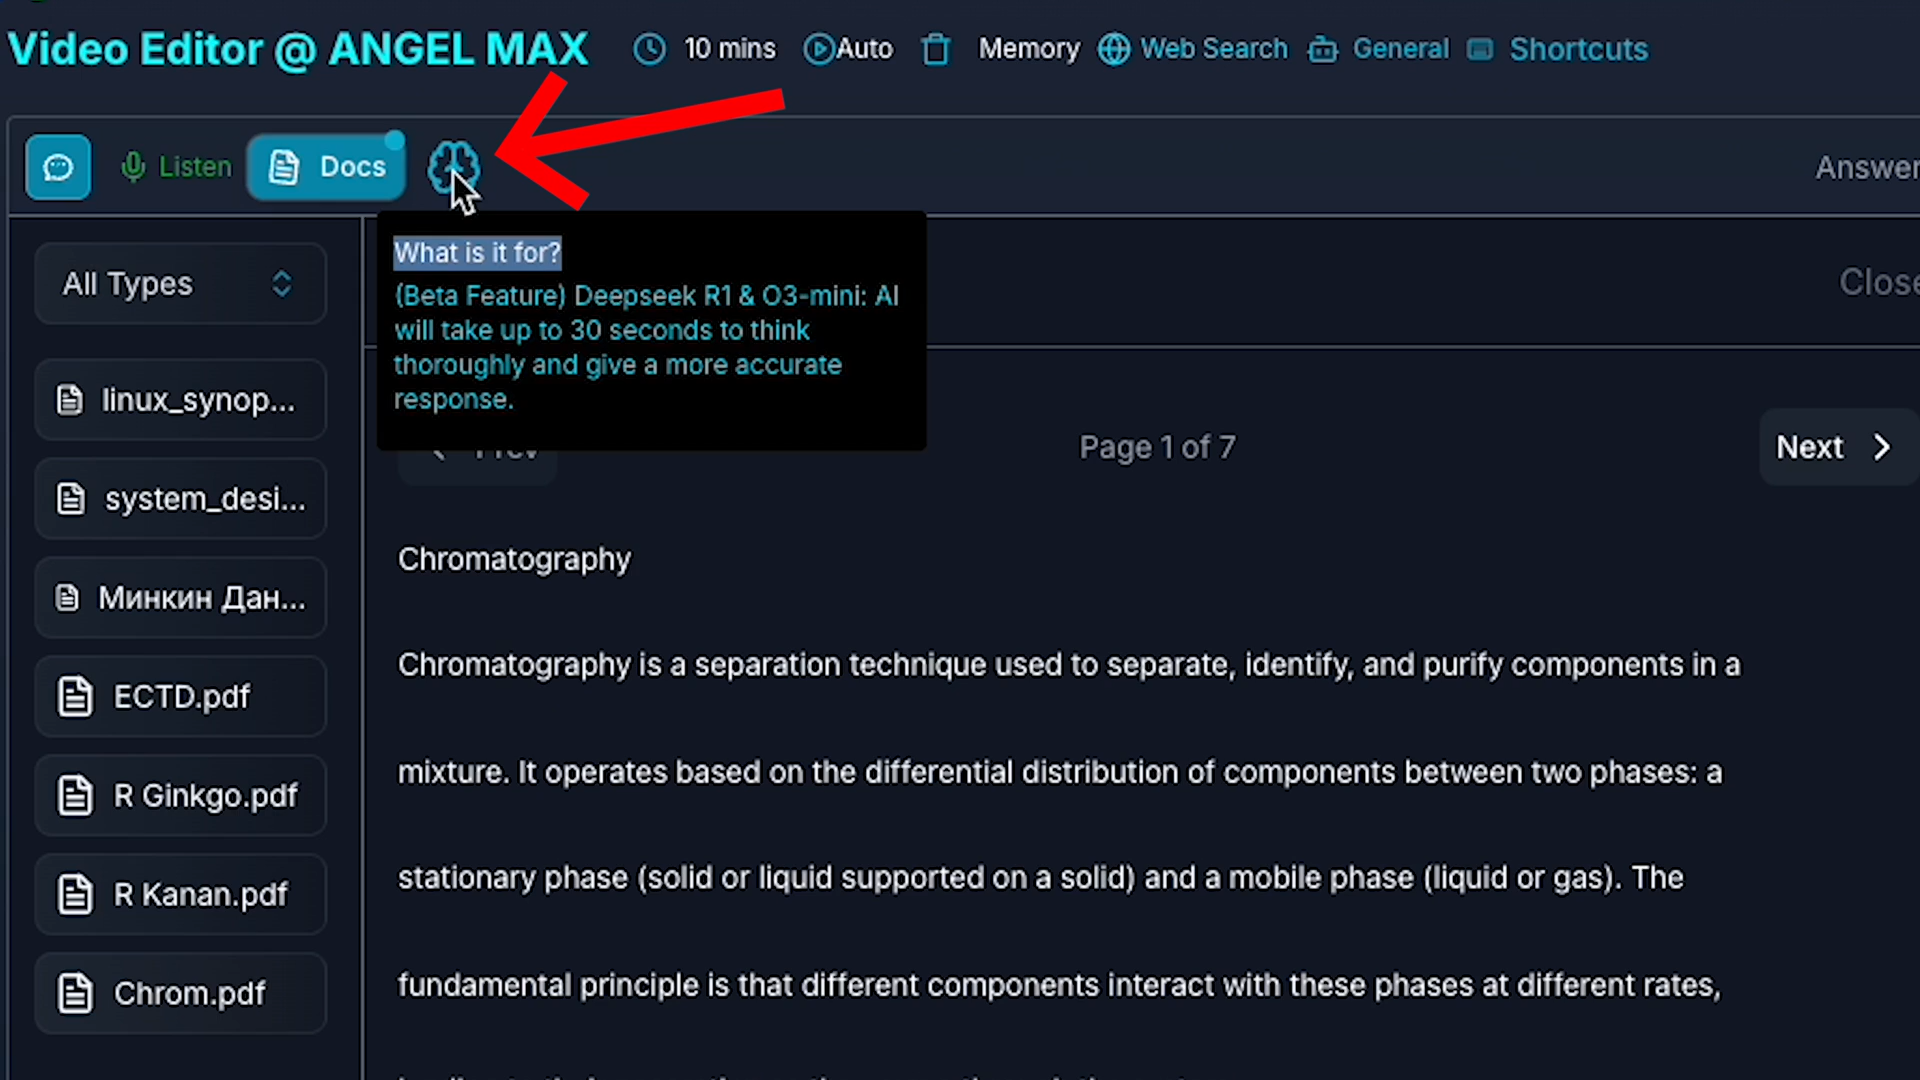 Video Editor @ ANGEL MAX
10 mins
Auto
Memory
Web Search
General
Shortcuts
Listen
Docs
Answer
What is it for?
(Beta Feature) Deepseek R1 & O3-mini: AI
will take up to 30 seconds to think
thoroughly and give a more accurate
response.
All Types
linux_synop...
system_desi...
Минкин Дан...
ECTD.pdf
R Ginkgo.pdf
R Kanan.pdf
Chrom.pdf
Close
Prev
Page 1 of 7
Next
Chromatography
Chromatography is a separation technique used to separate, identify, and purify components in a
mixture. It operates based on the differential distribution of components between two phases: a
stationary phase (solid or liquid supported on a solid) and a mobile phase (liquid or gas). The
fundamental principle is that different components interact with these phases at different rates,